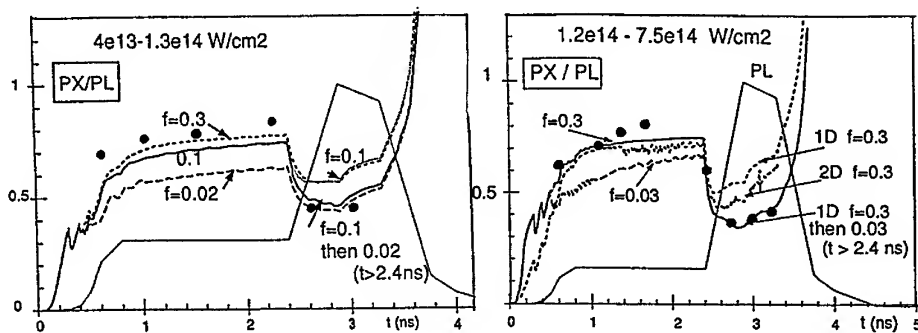 4e13-1.3e14 W/cm2
1
PX/PL
f=0.3
0.1
0.5
f=0.02
f=0.1
f=0.1
then 0.02
(t>2.4ns)
0
0
1
2
3
4
t (ns)
1.2e14 - 7.5e14 W/cm2
1
PX / PL
PL
f=0.3
1D f=0.3
0.5
f=0.03
2D f=0.3
1D f=0.3
then 0.03
(t > 2.4 ns)
0
0
1
2
3
4
5
t (ns)